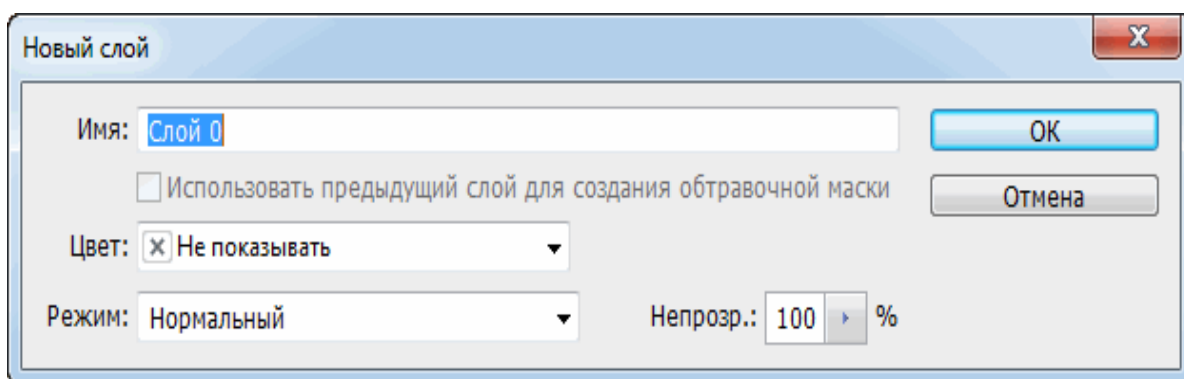 Новый слой
Имя: Слой 0
OK
Использовать предыдущий слой для создания обтравочной маски
Отмена
Цвет: Не показывать
Режим: Нормальный Непрозр.: 100 %